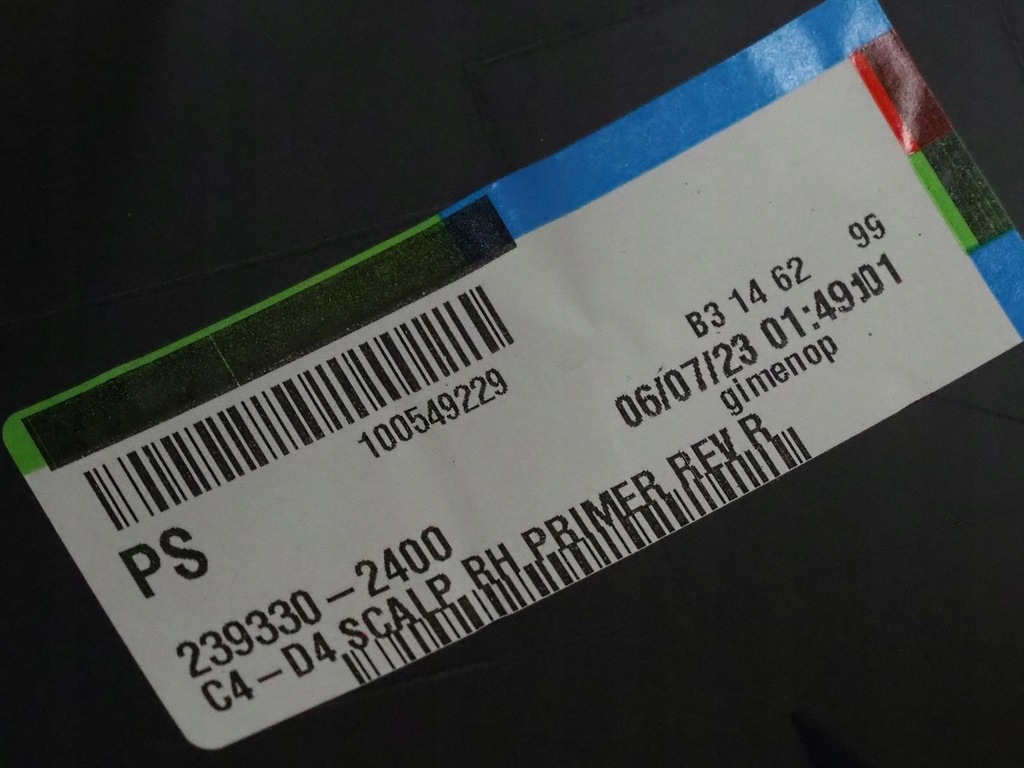 100549229
B3 14 62 99
06/07/23 01:49:01
gimenop
PS
239330-2400
C4-D4 SCALP RH PRIMER REV R